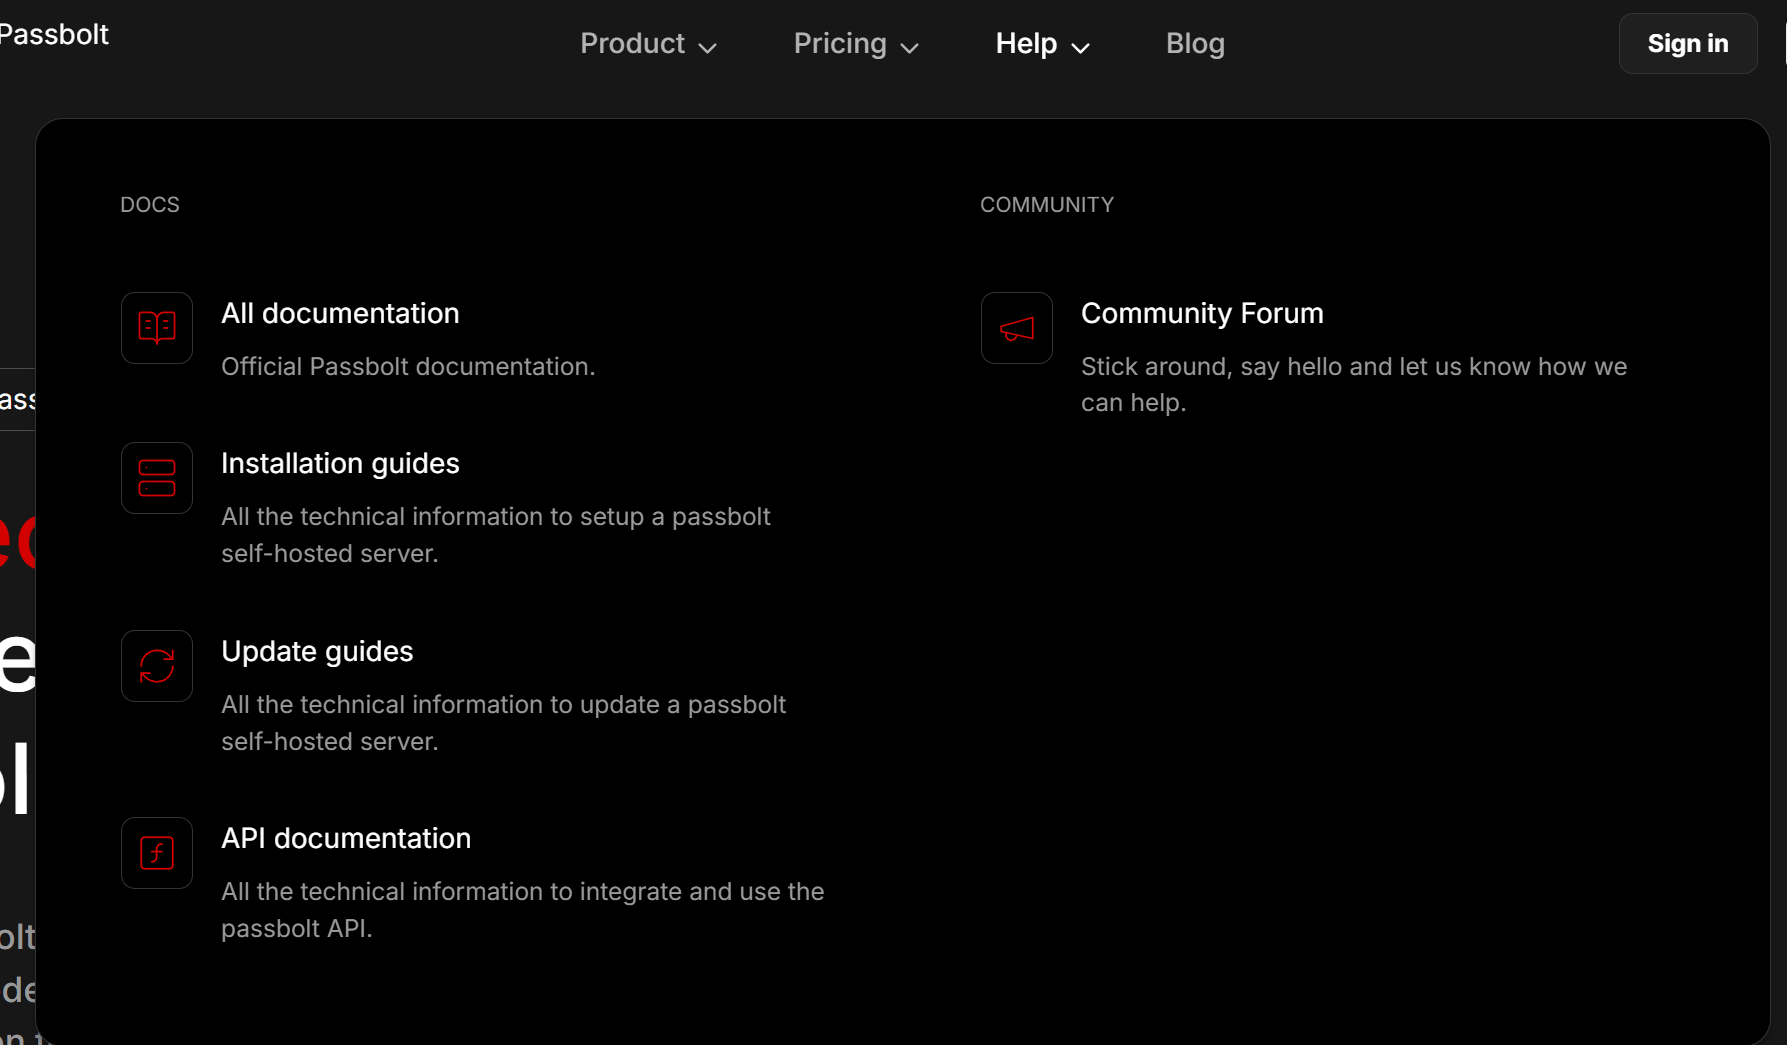 Passbolt
Product
Pricing
Help
Blog
Sign in
DOCS
All documentation
Official Passbolt documentation.
Installation guides
All the technical information to setup a passbolt
self-hosted server.
Update guides
All the technical information to update a passbolt
self-hosted server.
API documentation
All the technical information to integrate and use the
passbolt API.
COMMUNITY
Community Forum
Stick around, say hello and let us know how we
can help.